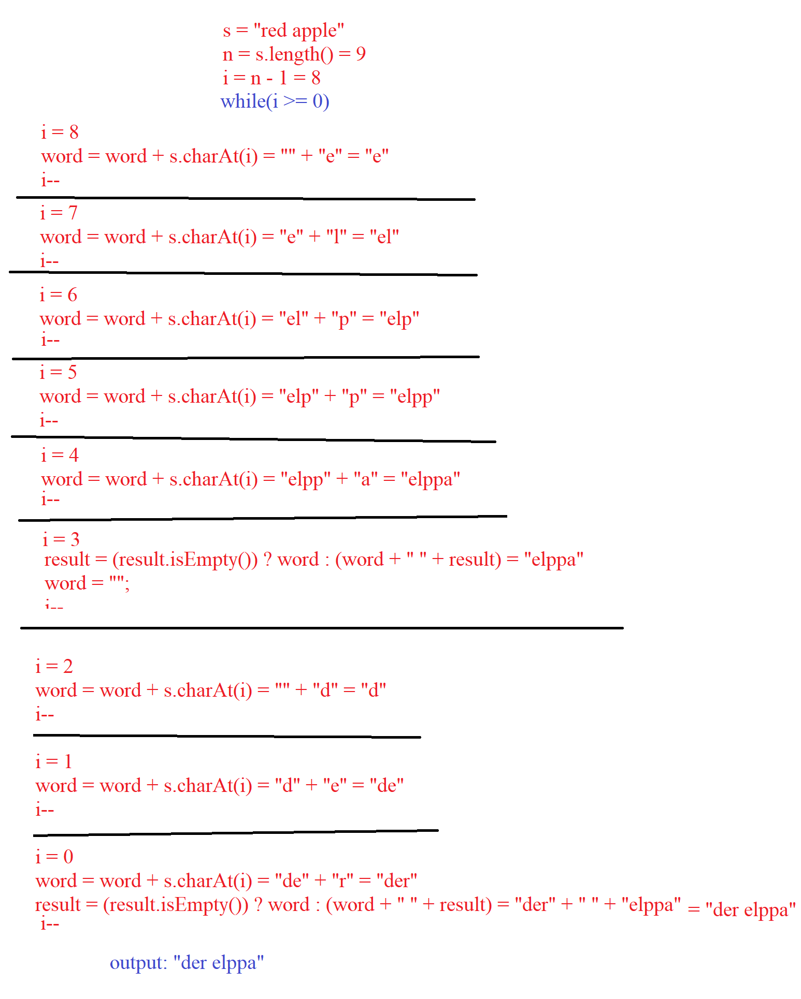 s = "red apple"
n = s.length() = 9
i = n - 1 = 8
while(i >= 0)
i = 8
word = word + s.charAt(i) = "" + "e" = "e"
i--
i = 7
word = word + s.charAt(i) = "e" + "l" = "el"
i--
i = 6
word = word + s.charAt(i) = "el" + "p" = "elp"
i--
i = 5
word = word + s.charAt(i) = "elp" + "p" = "elpp"
i--
i = 4
word = word + s.charAt(i) = "elpp" + "a" = "elppa"
i--
i = 3
result = (result.isEmpty()) ? word : (word + " " + result) = "elppa"
word = "";
i--
i = 2
word = word + s.charAt(i) = "" + "d" = "d"
i--
i = 1
word = word + s.charAt(i) = "d" + "e" = "de"
i--
i = 0
word = word + s.charAt(i) = "de" + "r" = "der"
result = (result.isEmpty()) ? word : (word + " " + result) = "der" + " " + "elppa" = "der elppa"
i--
output: "der elppa"